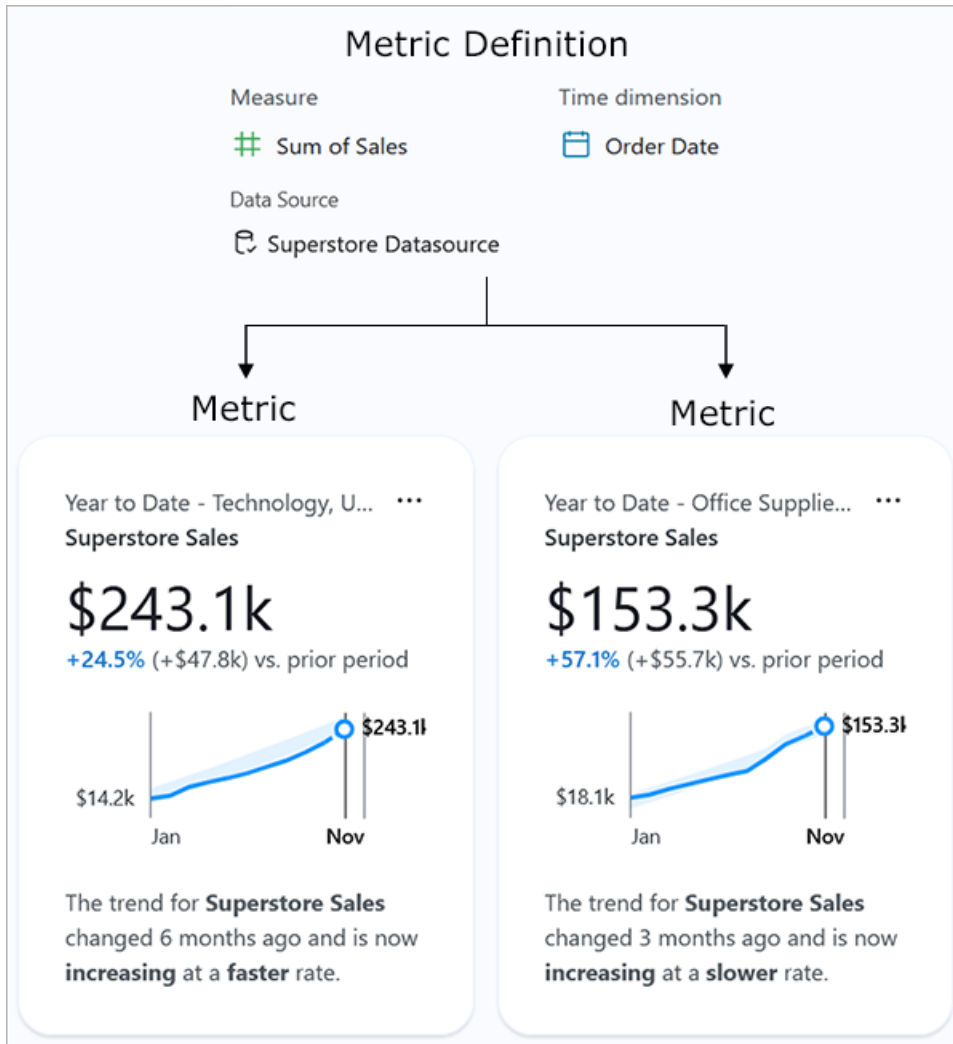 Metric Definition
Measure
Time dimension
Sum of Sales
Order Date
Data Source
Superstore Datasource
Metric
Year to Date - Technology, U...
Superstore Sales
$243.1k
+24.5% (+$47.8k) vs. prior period
$243.1k
$14.2k
Jan
Nov
The trend for Superstore Sales
changed 6 months ago and is now
increasing at a faster rate.
Metric
Year to Date - Office Supplie...
Superstore Sales
$153.3k
+57.1% (+$55.7k) vs. prior period
$153.3k
$18.1k
Jan
Nov
The trend for Superstore Sales
changed 3 months ago and is now
increasing at a slower rate.